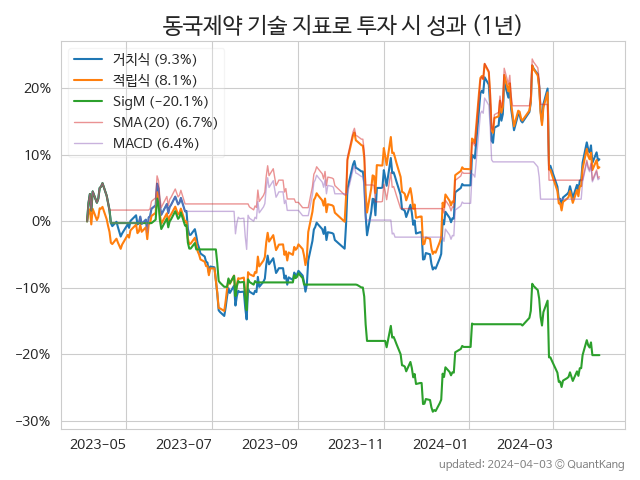 동국제약 기술 지표로 투자 시 성과 (1년)
거치식 (9.3%)
적립식 (8.1%)
SigM (−20.1%)
SMA(20) (6.7%)
MACD (6.4%)
20%
10%
0%
−10%
−20%
−30%
2023-05 2023-07 2023-09 2023-11 2024-01 2024-03
updated: 2024-04-03 © QuantKang